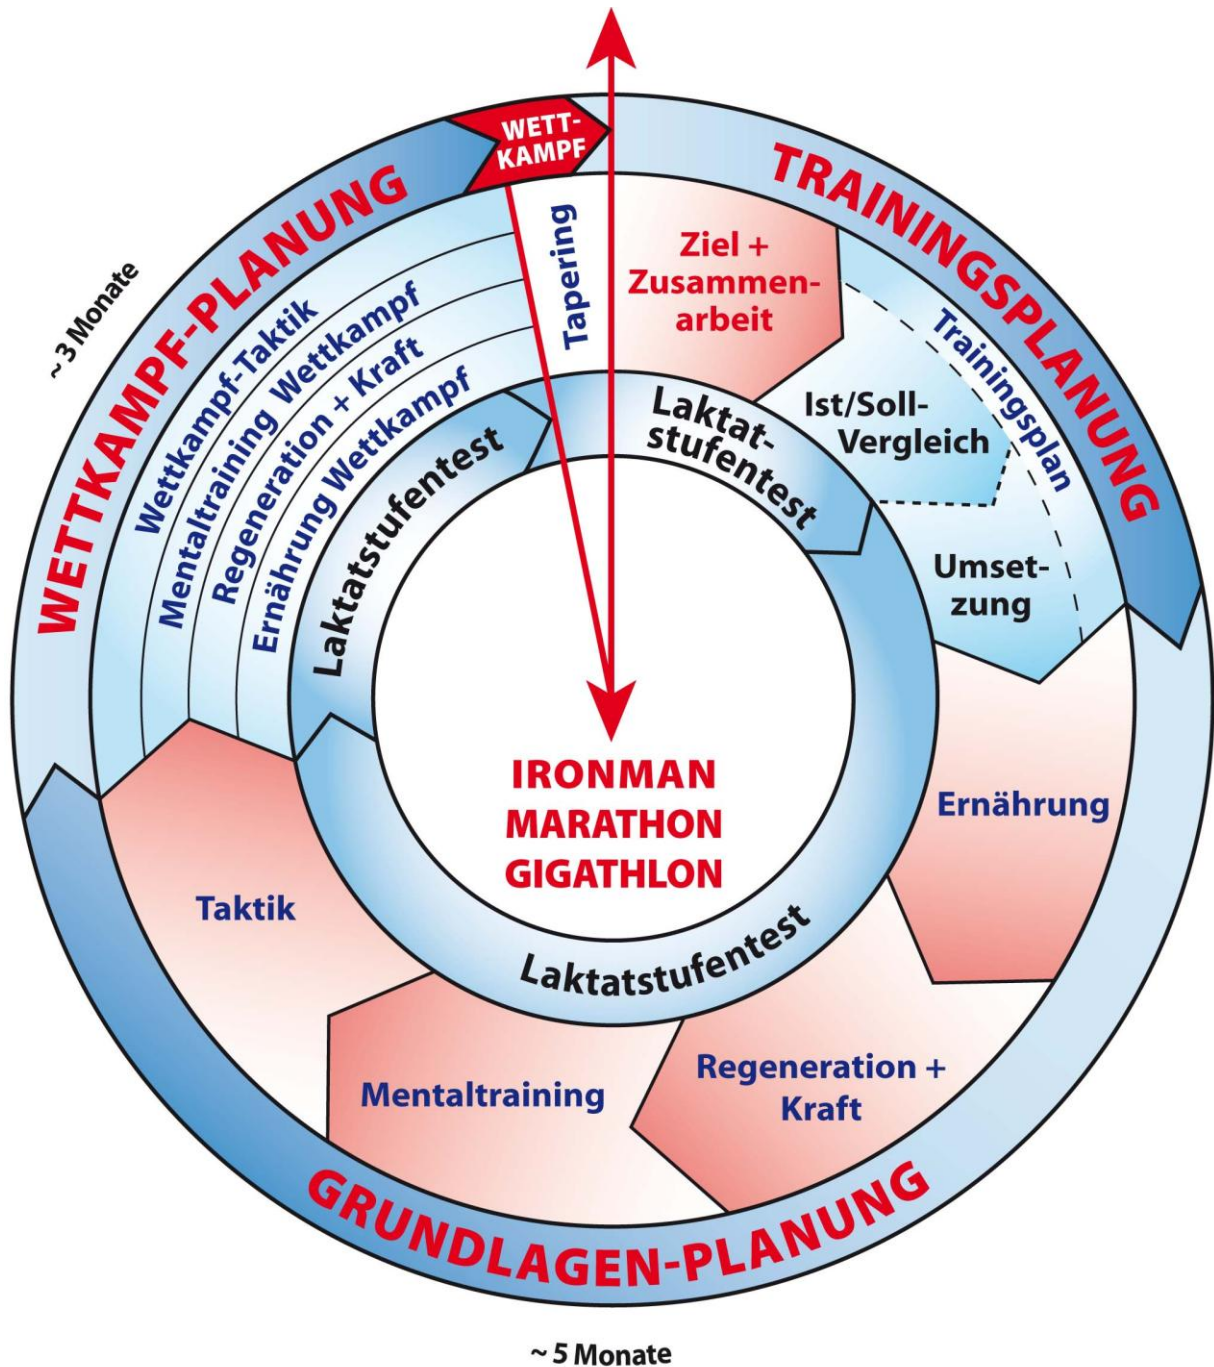 WETT-
KAMPF
TRAININGSPLANUNG
Ziel +
Zusammen-
arbeit
Trainingsplan
Ist/Soll-
Vergleich
Umset-
zung
Laktat-
stufentest
Ernährung
Regeneration +
Kraft
Mentaltraining
Taktik
Laktatstufentest
GRUNDLAGEN-PLANUNG
~ 5 Monate
WETTKAMPF-PLANUNG
~ 3 Monate
Wettkampf-Taktik
Mentaltraining Wettkampf
Regeneration + Kraft
Ernährung Wettkampf
Laktatstufentest
Tapering
IRONMAN
MARATHON
GIGATHLON